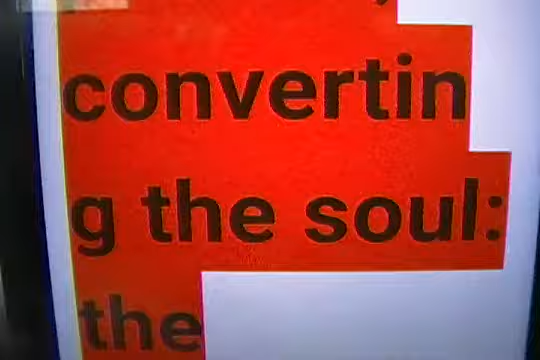 convertin
g the soul:
the